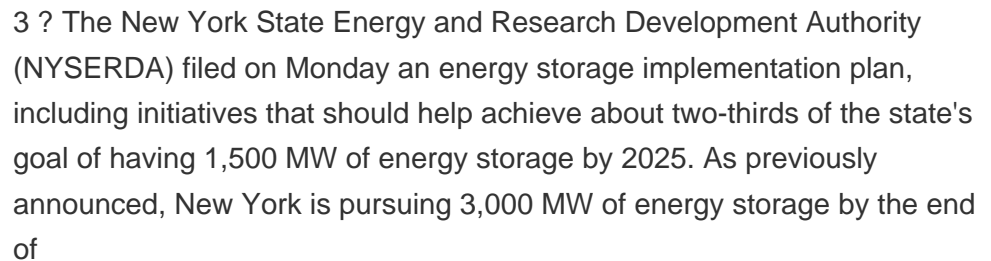 3 ? The New York State Energy and Research Development Authority
(NYSERDA) filed on Monday an energy storage implementation plan,
including initiatives that should help achieve about two-thirds of the state's
goal of having 1,500 MW of energy storage by 2025. As previously
announced, New York is pursuing 3,000 MW of energy storage by the end
of